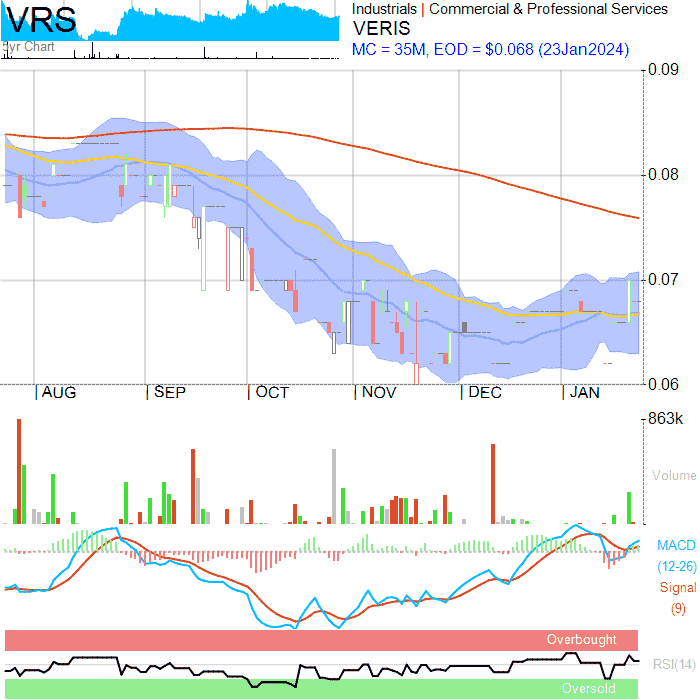 VRS
5yr Chart
Industrials | Commercial & Professional Services
VERIS
MC = 35M, EOD = $0.068 (23Jan2024)
0.09
0.08
0.07
0.06
AUG SEP OCT NOV DEC JAN
863k
Volume
MACD
(12-26)
Signal
(9)
Overbought
RSI(14)
Oversold